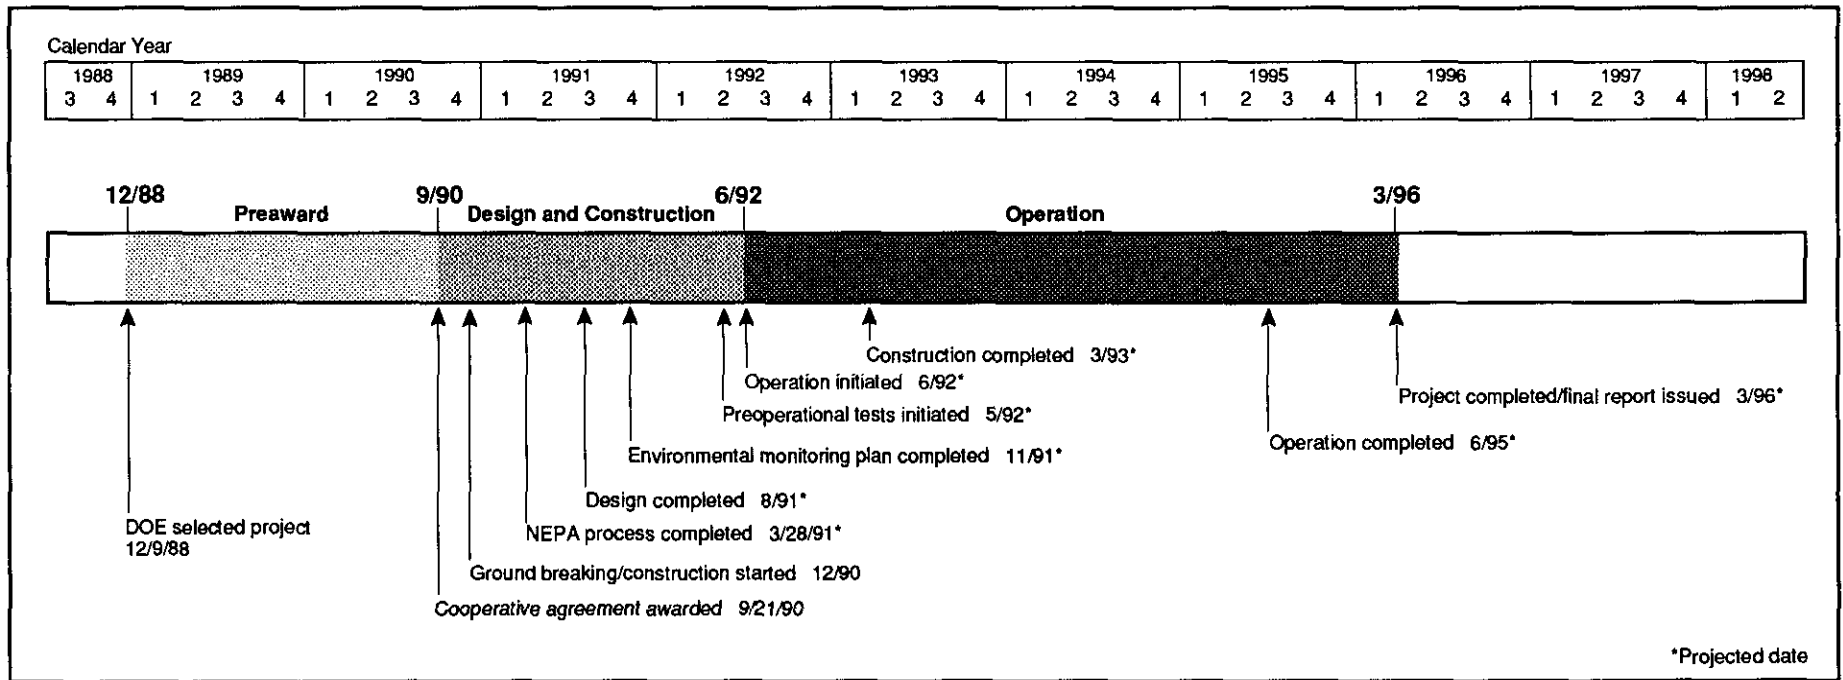 Calendar Year
1988 1989 1990 1991 1992 1993 1994 1995 1996 1997 1998
3 4 1 2 3 4 1 2 3 4 1 2 3 4 1 2 3 4 1 2 3 4 1 2 3 4 1 2 3 4 1 2 3 4 1 2 3 4 1 2
12/88 9/90 6/92 3/96
Preaward Design and Construction Operation
Construction completed 3/93*
Operation initiated 6/92*
Project completed/final report issued 3/96*
Preoperational tests initiated 5/92*
Operation completed 6/95*
Environmental monitoring plan completed 11/91*
Design completed 8/91*
DOE selected project
12/9/88
NEPA process completed 3/28/91*
Ground breaking/construction started 12/90
Cooperative agreement awarded 9/21/90
*Projected date